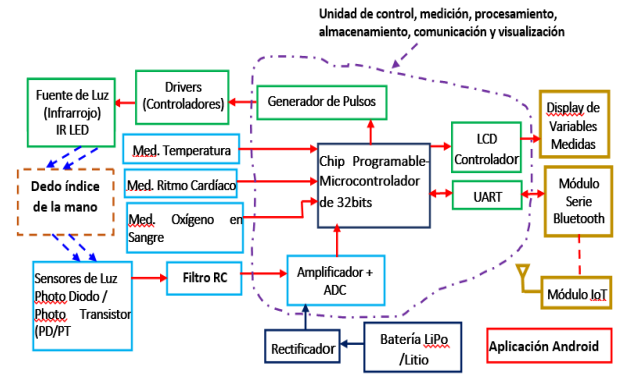 Unidad de control, medición, procesamiento,
almacenamiento, comunicación y visualización
Fuente de Luz
(Infrarrojo)
IR LED
Drivers
(Controladores)
Generador de Pulsos
Display de
Variables
Medidas
LCD
Controlador
Med. Temperatura
Chip Programable-
Microcontrolador
de 32bits
Dedo índice
de la mano
Med. Ritmo Cardíaco
UART
Módulo
Serie
Bluetooth
Med. Oxígeno en
Sangre
Sensores de Luz
Photo Diodo /
Photo Transistor
(PD/PT
Filtro RC
Amplificador +
ADC
Módulo IoT
Rectificador
Batería LiPo
/Litio
Aplicación Android